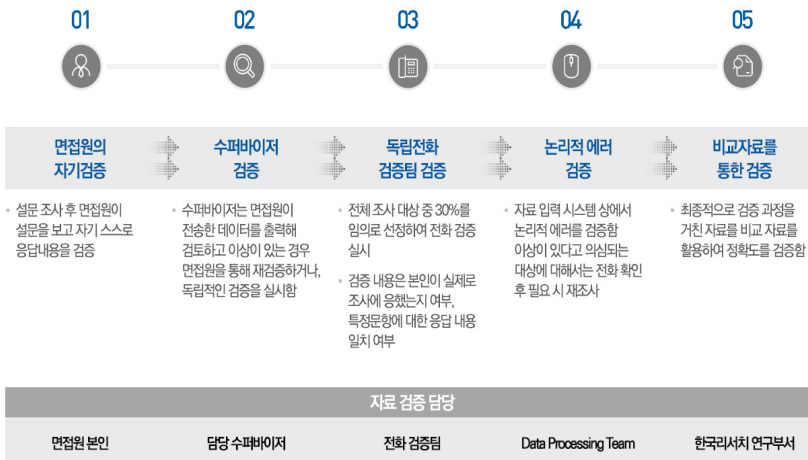 01
02
03
04
05
면접원의
자기검증
수퍼바이저
검증
독립전화
검증팀 검증
논리적 에러
검증
비교자료를
통한 검증
• 설문 조사 후 면접원이
설문을 보고 자기 스스로
응답내용을 검증
• 수퍼바이저는 면접원이
전송한 데이터를 출력해
검토하고 이상이 있는 경우
면접원을 통해 재검증하거나,
독립적인 검증을 실시함
• 전체 조사 대상 중 30%를
임의로 선정하여 전화 검증
실시
• 검증 내용은 본인이 실제로
조사에 응했는지 여부,
특정문항에 대한 응답 내용
일치 여부
• 자료 입력 시스템 상에서
논리적 에러를 검증함
이상이 있다고 의심되는
대상에 대해서는 전화 확인
후 필요 시 재조사
• 최종적으로 검증 과정을
거친 자료를 비교 자료를
활용하여 정확도를 검증함
자료 검증 담당
면접원 본인
담당 수퍼바이저
전화 검증팀
Data Processing Team
한국리서치 연구부서